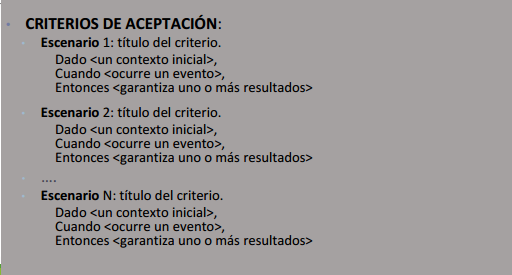 CRITERIOS DE ACEPTACIÓN:
Escenario 1: título del criterio.
Dado <un contexto inicial>,
Cuando <ocurre un evento>,
Entonces <garantiza uno o más resultados>
Escenario 2: título del criterio.
Dado <un contexto inicial>,
Cuando <ocurre un evento>,
Entonces <garantiza uno o más resultados>
....
Escenario N: título del criterio.
Dado <un contexto inicial>,
Cuando <ocurre un evento>,
Entonces <garantiza uno o más resultados>